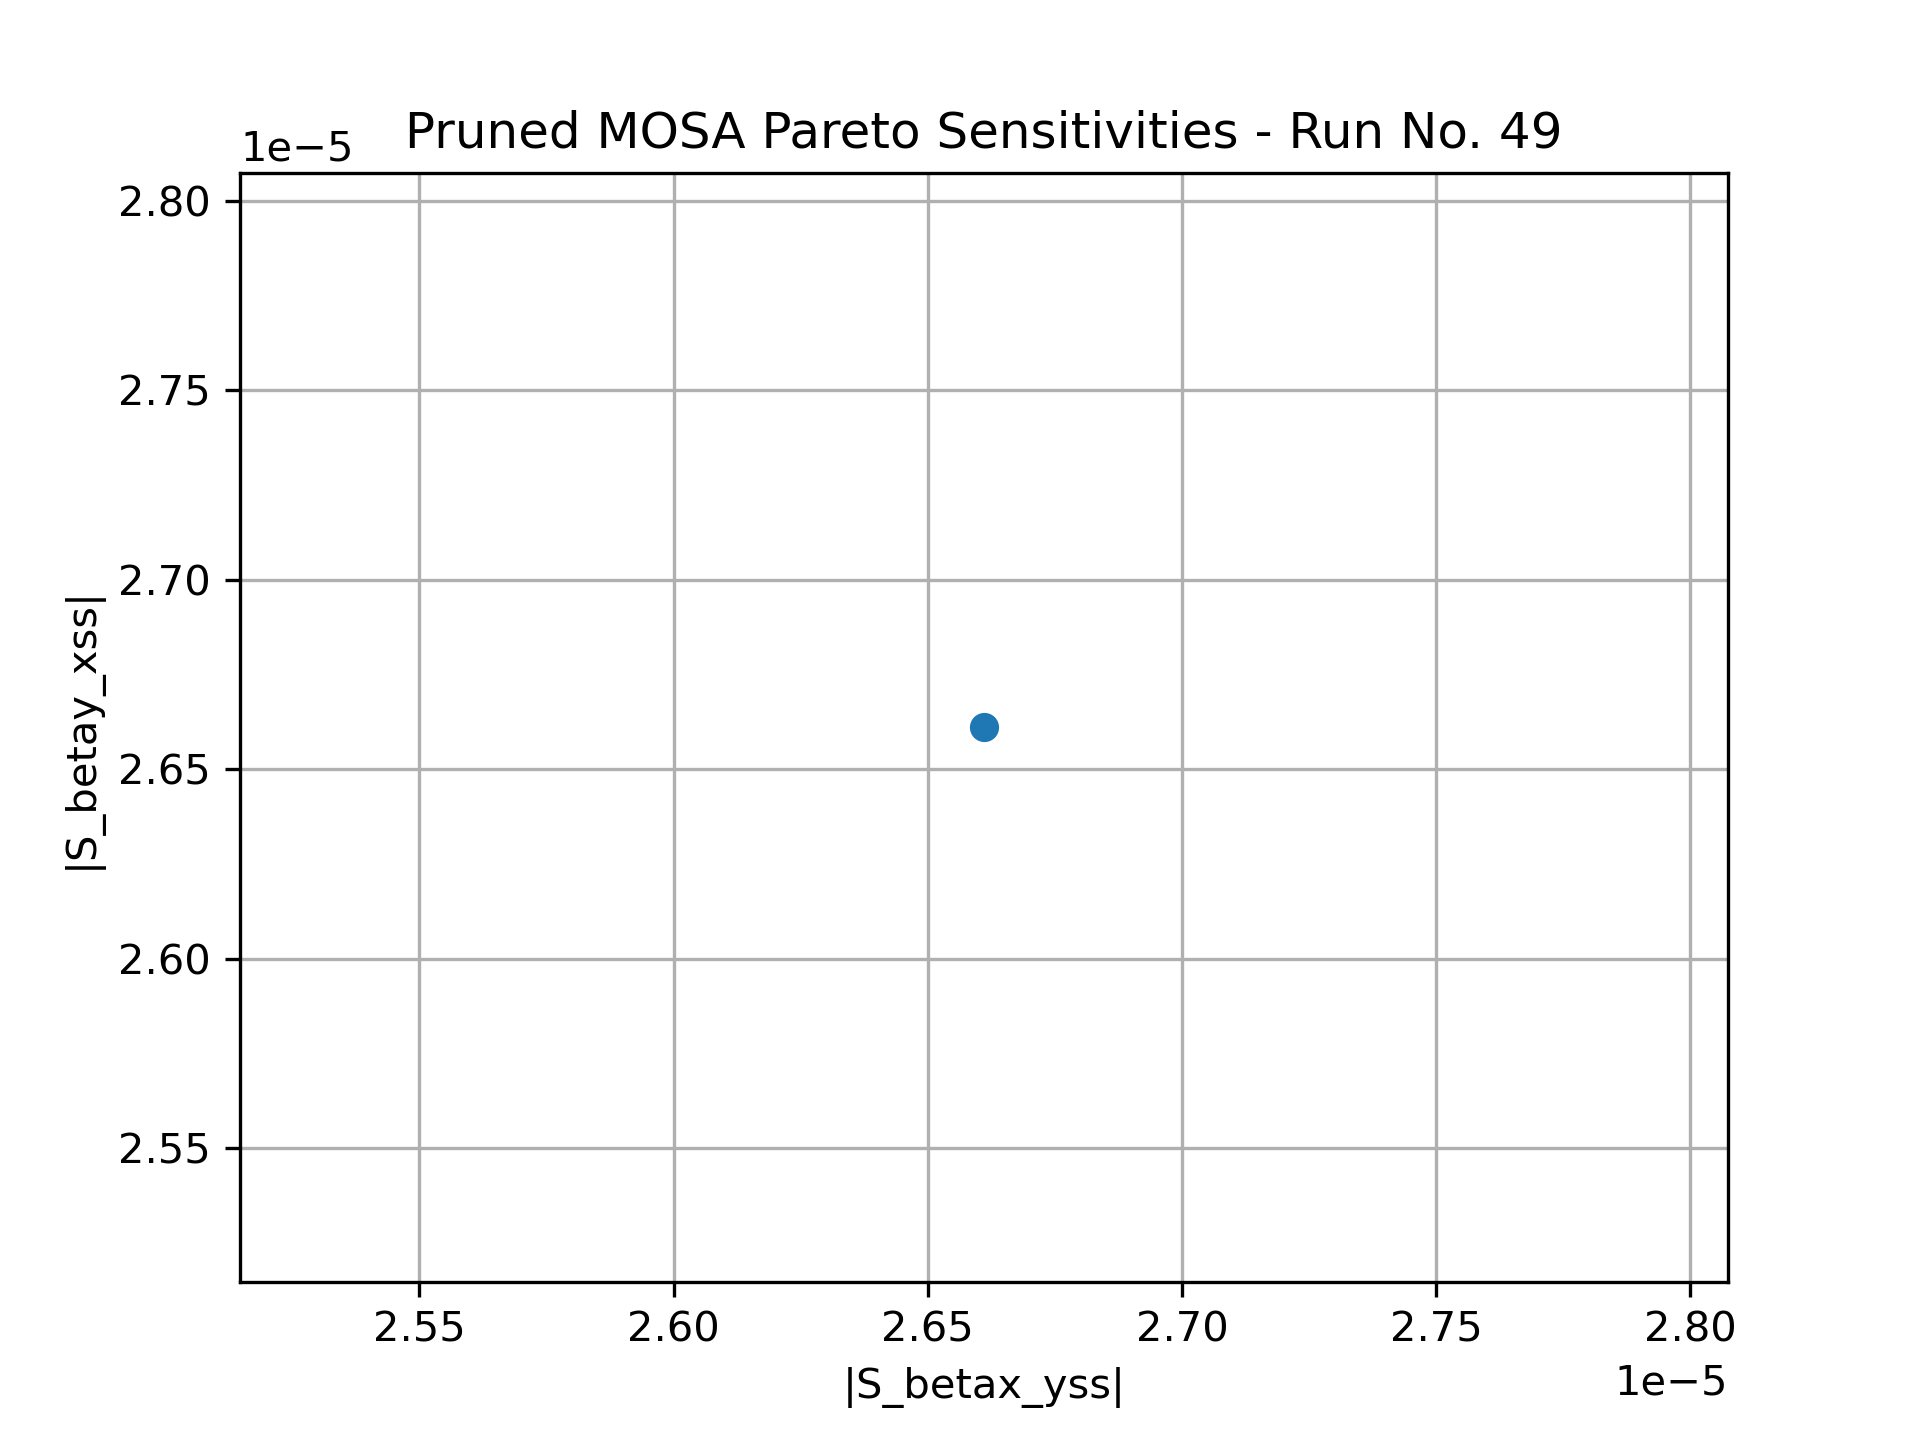 Pruned MOSA Pareto Sensitivities - Run No. 49
1e−5
2.80
2.75
2.70
2.65
2.60
2.55
|S_betay_xss|
2.55 2.60 2.65 2.70 2.75 2.80
1e−5
|S_betax_yss|